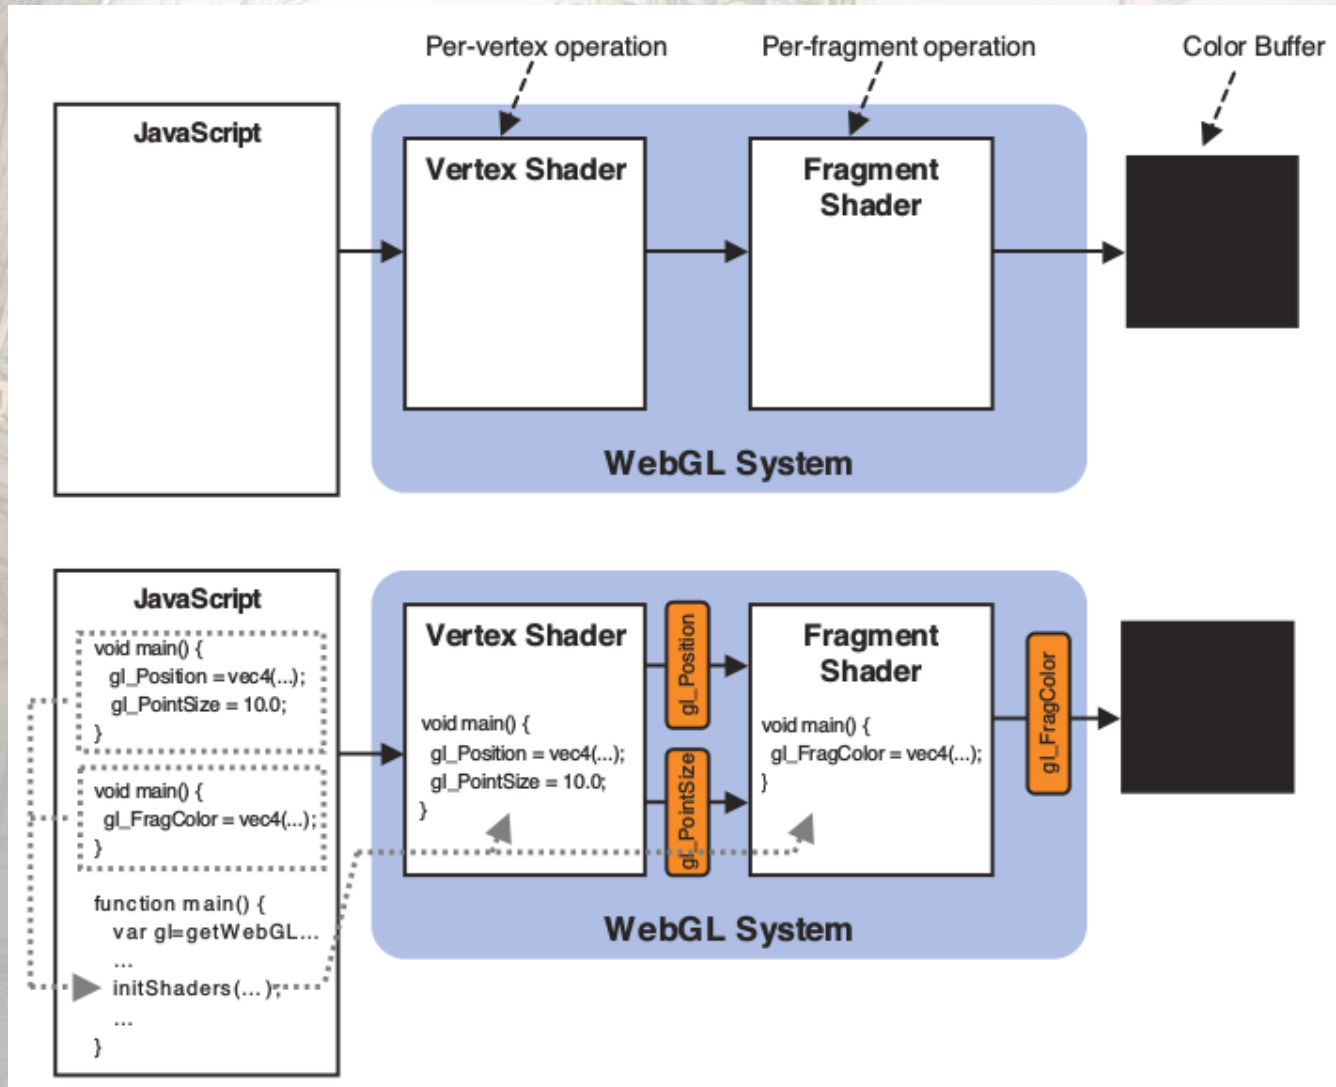 Per-vertex operation
Per-fragment operation
Color Buffer
JavaScript
Vertex Shader
Fragment
Shader
WebGL System
JavaScript
void main() {
gl_Position = vec4(...);
gl_PointSize = 10.0;
}
void main() {
gl_FragColor = vec4(...);
}
function main() {
var gl=getWebGL...
...
initShaders(...);
...
}
Vertex Shader
void main() {
gl_Position = vec4(...);
gl_PointSize = 10.0;
}
gl_Position
gl_PointSize
Fragment
Shader
void main() {
gl_FragColor = vec4(...);
}
gl_FragColor
WebGL System